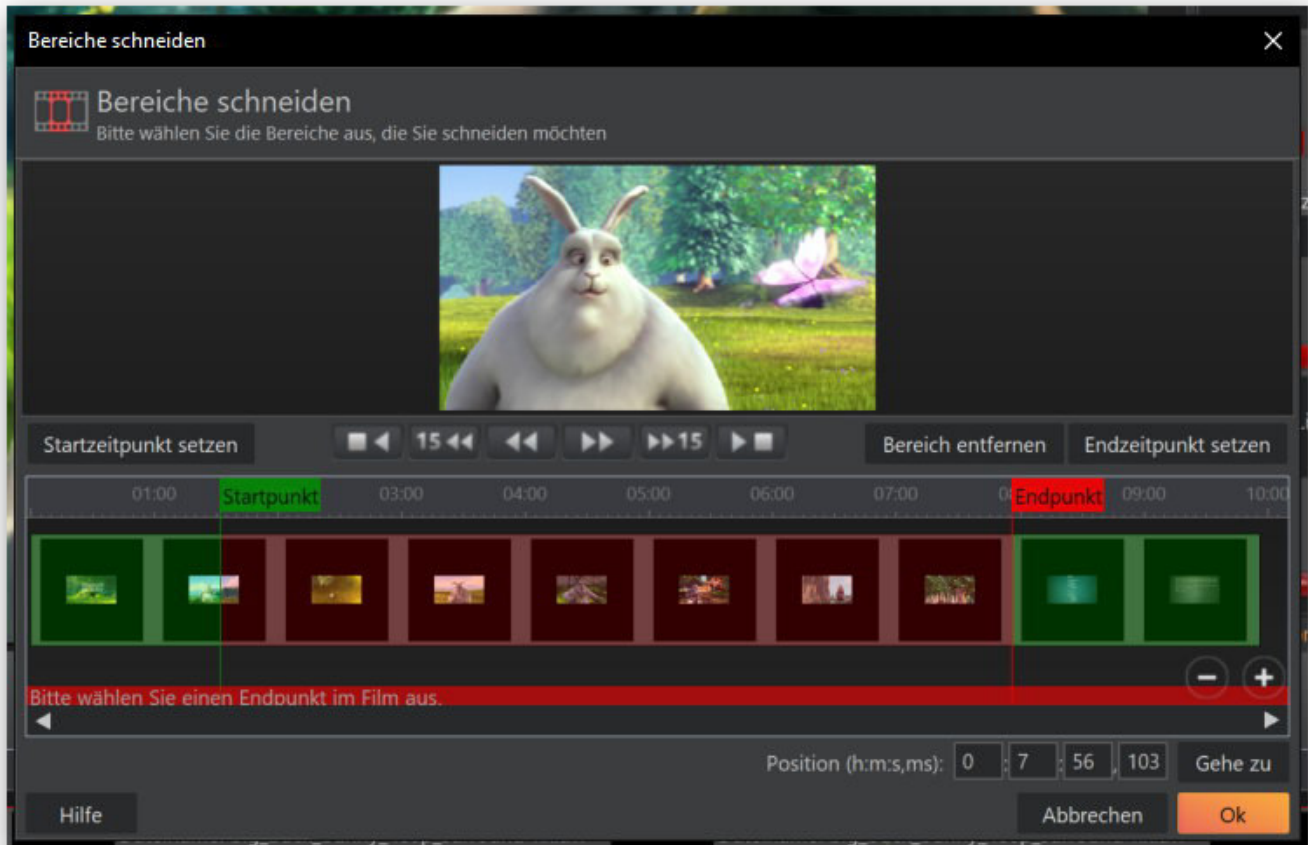 Bereiche schneiden
Bereiche schneiden
Bitte wählen Sie die Bereiche aus, die Sie schneiden möchten
Startzeitpunkt setzen
15
15
Bereich entfernen
Endzeitpunkt setzen
01:00 Startpunkt 03:00 04:00 05:00 06:00 07:00 Endpunkt 09:00 10:00
Bitte wählen Sie einen Endpunkt im Film aus.
Position (h:m:s,ms): 0 : 7 : 56 , 103 Gehe zu
Hilfe
Abbrechen
Ok